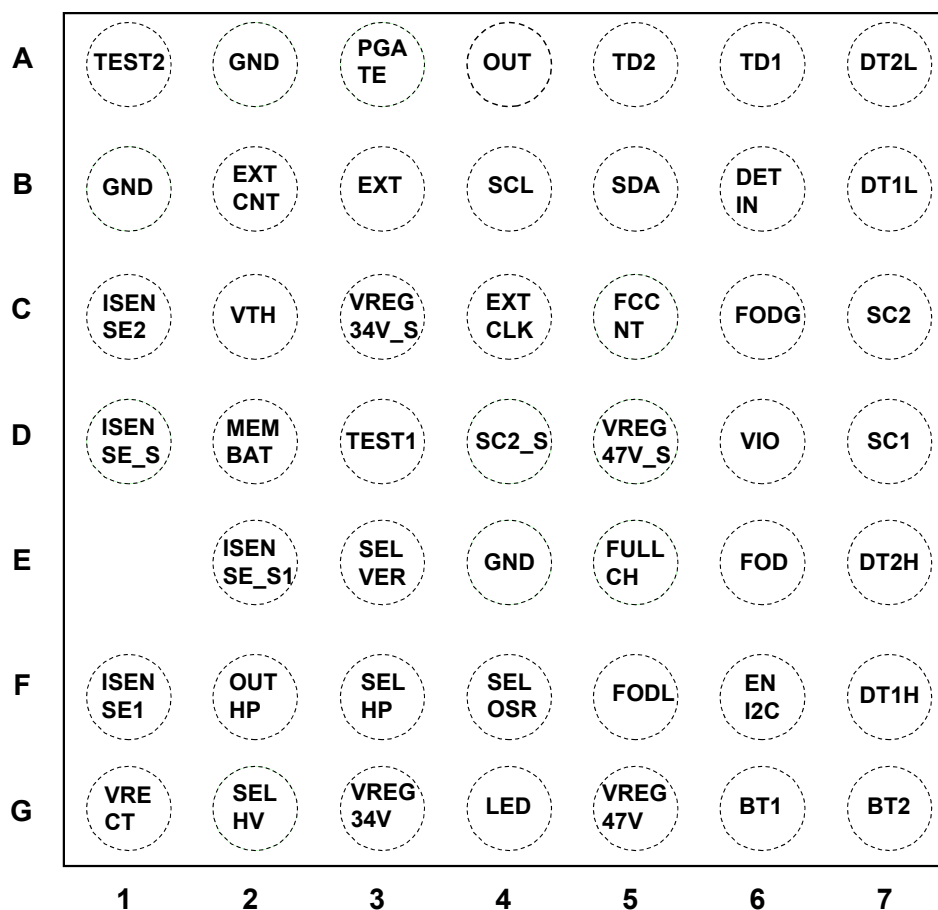 A TEST2 GND PGA TE OUT TD2 TD1 DT2L
B GND EXT CNT EXT SCL SDA DET IN DT1L
C ISEN SE2 VTH VREG 34V_S EXT CLK FCC NT FODG SC2
D ISEN SE_S MEM BAT TEST1 SC2_S VREG 47V_S VIO SC1
E ISEN SE_S1 SEL VER GND FULL CH FOD DT2H
F ISEN SE1 OUT HP SEL HP SEL OSR FODL EN I2C DT1H
G VRE CT SEL HV VREG 34V LED VREG 47V BT1 BT2
1 2 3 4 5 6 7